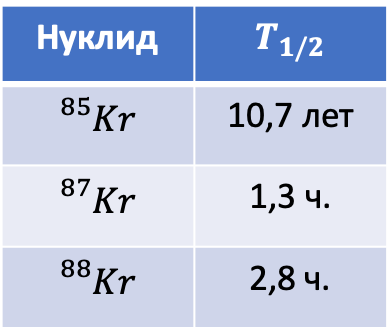 Нуклид T1/2
85Kr 10,7 лет
87Kr 1,3 ч.
88Kr 2,8 ч.